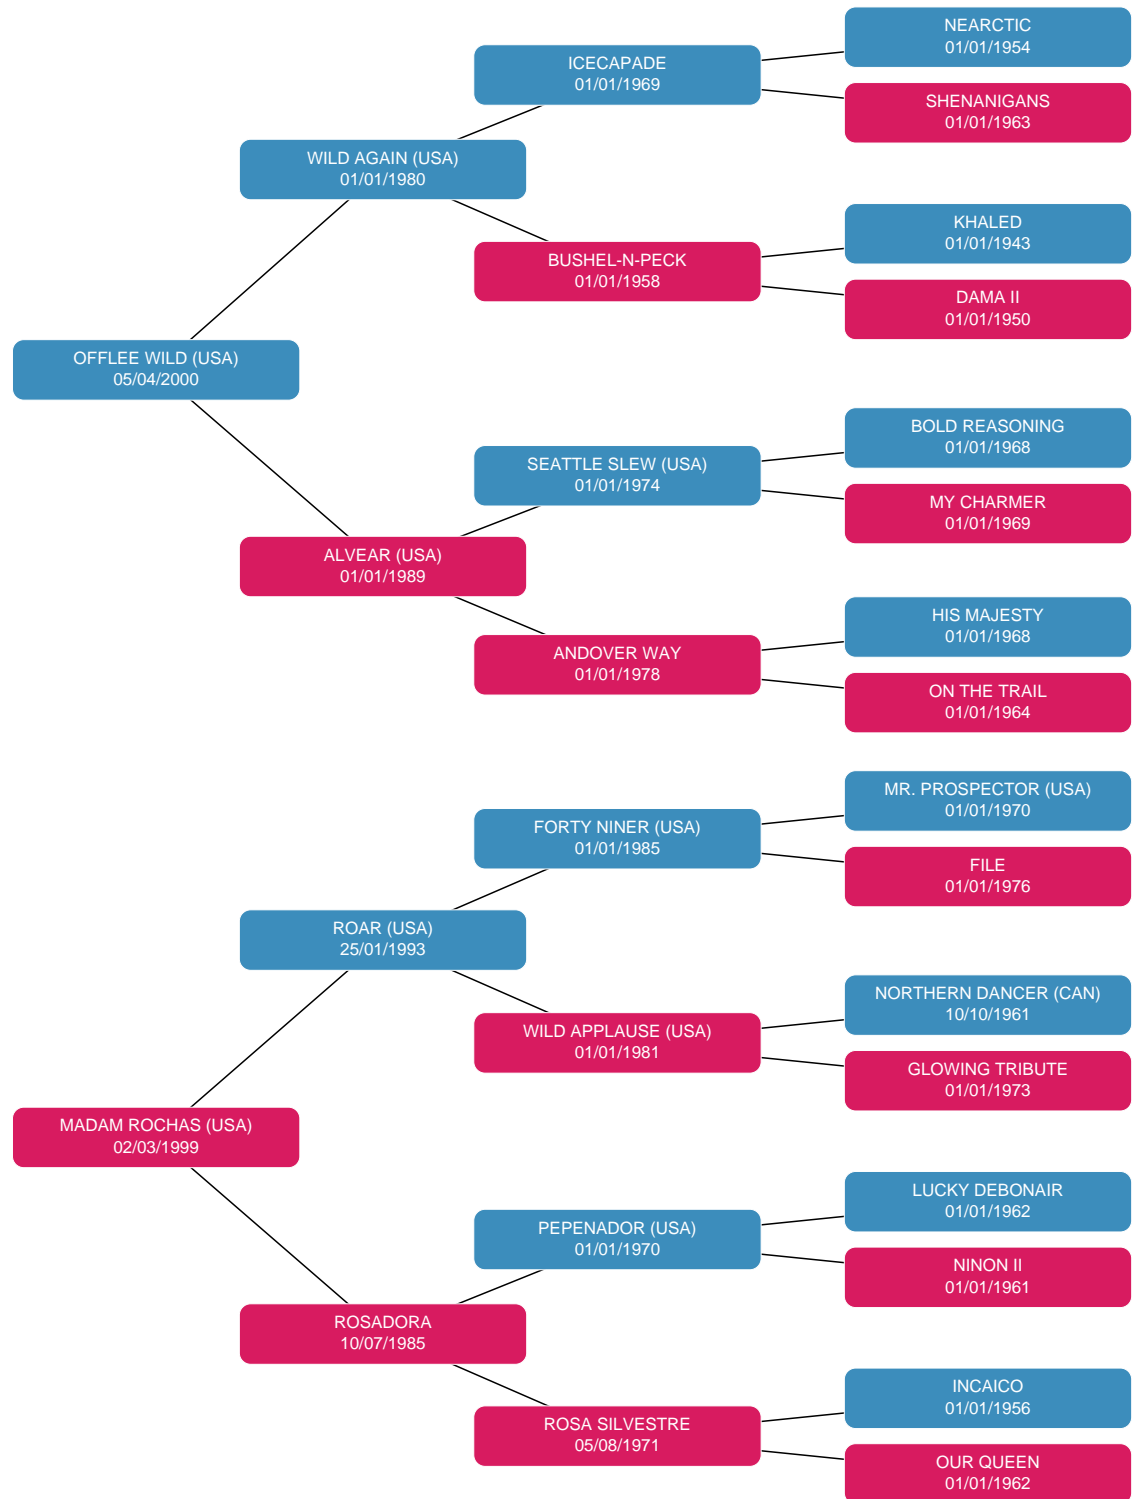 NEARCTIC
01/01/1954
ICECAPADE
01/01/1969
SHENANIGANS
01/01/1963
WILD AGAIN (USA)
01/01/1980
KHALED
01/01/1943
BUSHEL-N-PECK
01/01/1958
DAMA II
01/01/1950
OFFLEE WILD (USA)
05/04/2000
BOLD REASONING
01/01/1968
SEATTLE SLEW (USA)
01/01/1974
MY CHARMER
01/01/1969
ALVEAR (USA)
01/01/1989
HIS MAJESTY
01/01/1968
ANDOVER WAY
01/01/1978
ON THE TRAIL
01/01/1964
MR. PROSPECTOR (USA)
01/01/1970
FORTY NINER (USA)
01/01/1985
FILE
01/01/1976
ROAR (USA)
25/01/1993
NORTHERN DANCER (CAN)
10/10/1961
WILD APPLAUSE (USA)
01/01/1981
GLOWING TRIBUTE
01/01/1973
MADAM ROCHAS (USA)
02/03/1999
LUCKY DEBONAIR
01/01/1962
PEPENADOR (USA)
01/01/1970
NINON II
01/01/1961
ROSADORA
10/07/1985
INCAICO
01/01/1956
ROSA SILVESTRE
05/08/1971
OUR QUEEN
01/01/1962